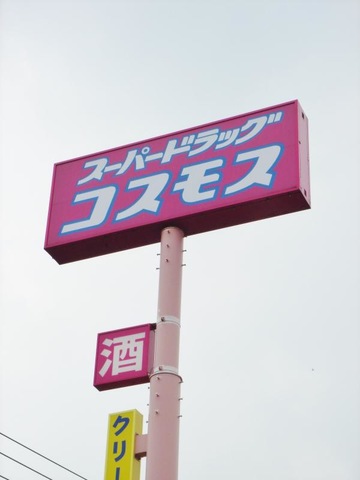 スーパードラッグ
コスモス
酒
クリー